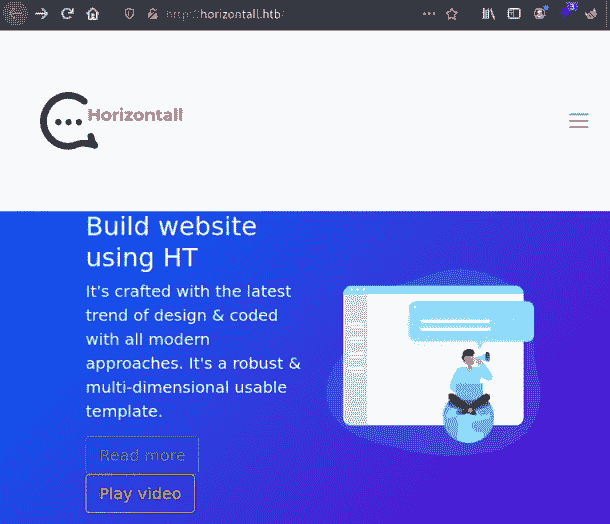 http://horizontall.htb/
3
Horizontall
Build website
using HT
It's crafted with the latest
trend of design & coded
with all modern
approaches. It's a robust &
multi-dimensional usable
template.
Read more
Play video